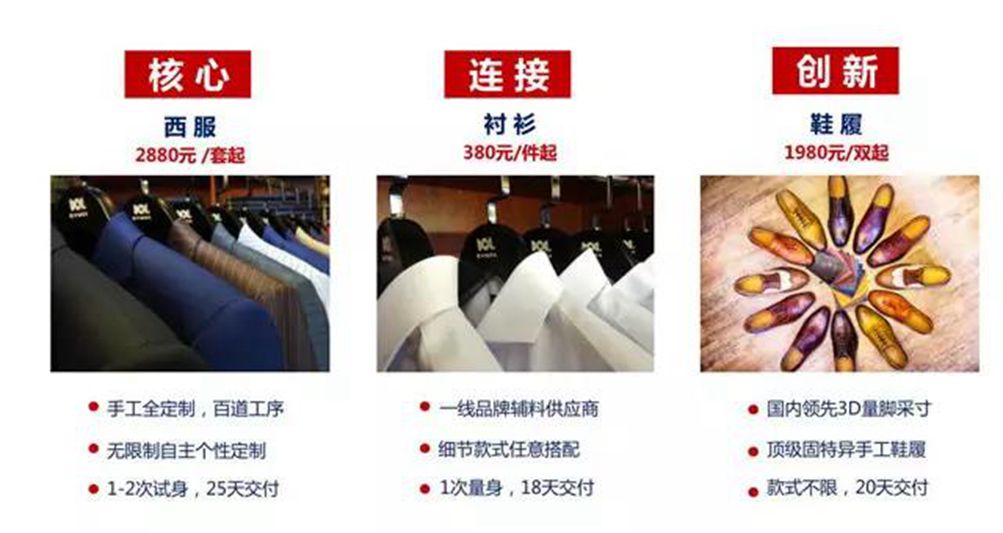 核心
西服
2880元 /套起
手工全定制，百道工序
无限制自主个性定制
1-2次试身，25天交付
连接
衬衫
380元/件起
一线品牌辅料供应商
细节款式任意搭配
1次量身，18天交付
创新
鞋履
1980元/双起
国内领先3D量脚采寸
顶级固特异手工鞋履
款式不限，20天交付